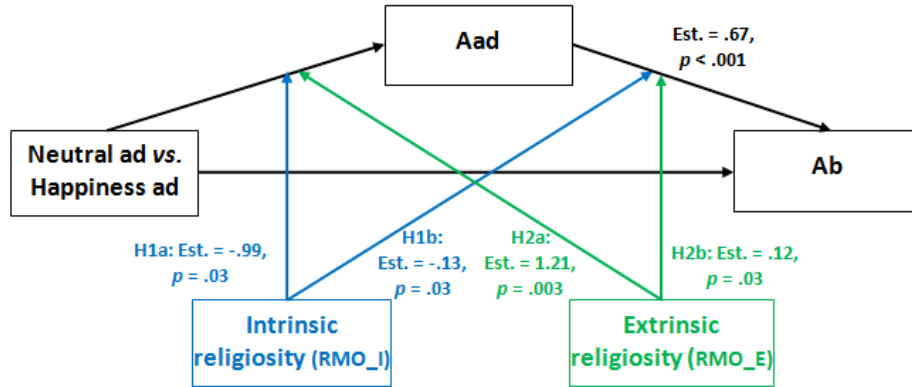 Aad
Est. = .67,
p < .001
Neutral ad vs.
Happiness ad
Ab
H1a: Est. = -.99,
p = .03
H1b:
Est. = -.13,
p = .03
H2a:
Est. = 1.21,
p = .003
H2b: Est. = .12,
p = .03
Intrinsic
religiosity (RMO_I)
Extrinsic
religiosity (RMO_E)